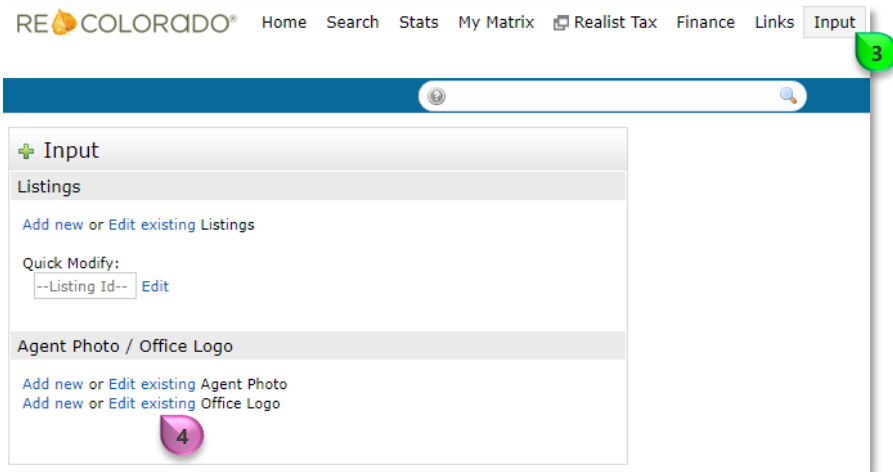 RECOLORADO® Home Search Stats My Matrix Realist Tax Finance Links Input
3
?
Input
Listings
Add new or Edit existing Listings
Quick Modify:
--Listing Id-- Edit
Agent Photo / Office Logo
Add new or Edit existing Agent Photo
Add new or Edit existing Office Logo
4